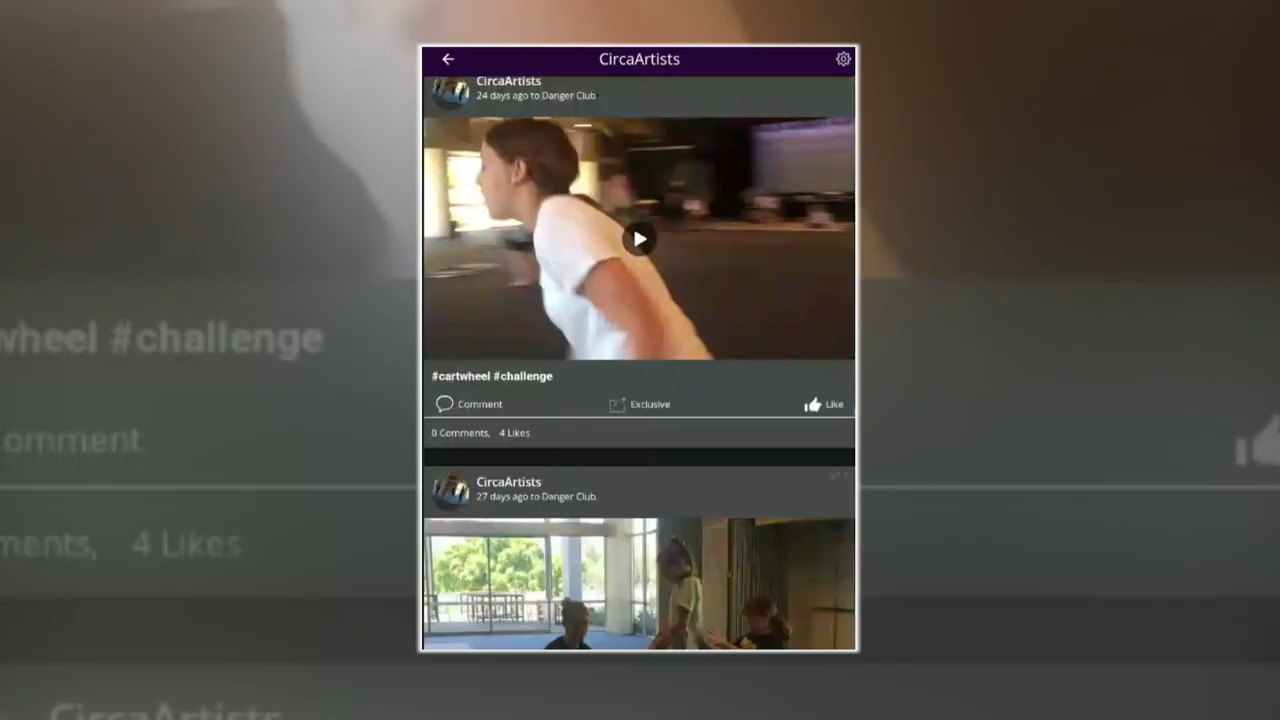 CircaArtists
CircaArtists
24 days ago to Danger Club
#cartwheel #challenge
Comment Exclusive Like
0 Comments, 4 Likes
CircaArtists
27 days ago to Danger Club
wheel #challenge
omment
ments, 4 Likes
CircaArtists